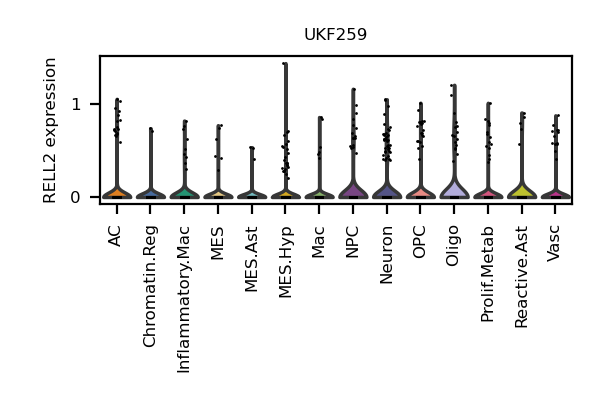 UKF259
RELL2 expression
1
0
AC
Chromatin.Reg
Inflammatory.Mac
MES
MES.Ast
MES.Hyp
Mac
NPC
Neuron
OPC
Oligo
Prolif.Metab
Reactive.Ast
Vasc